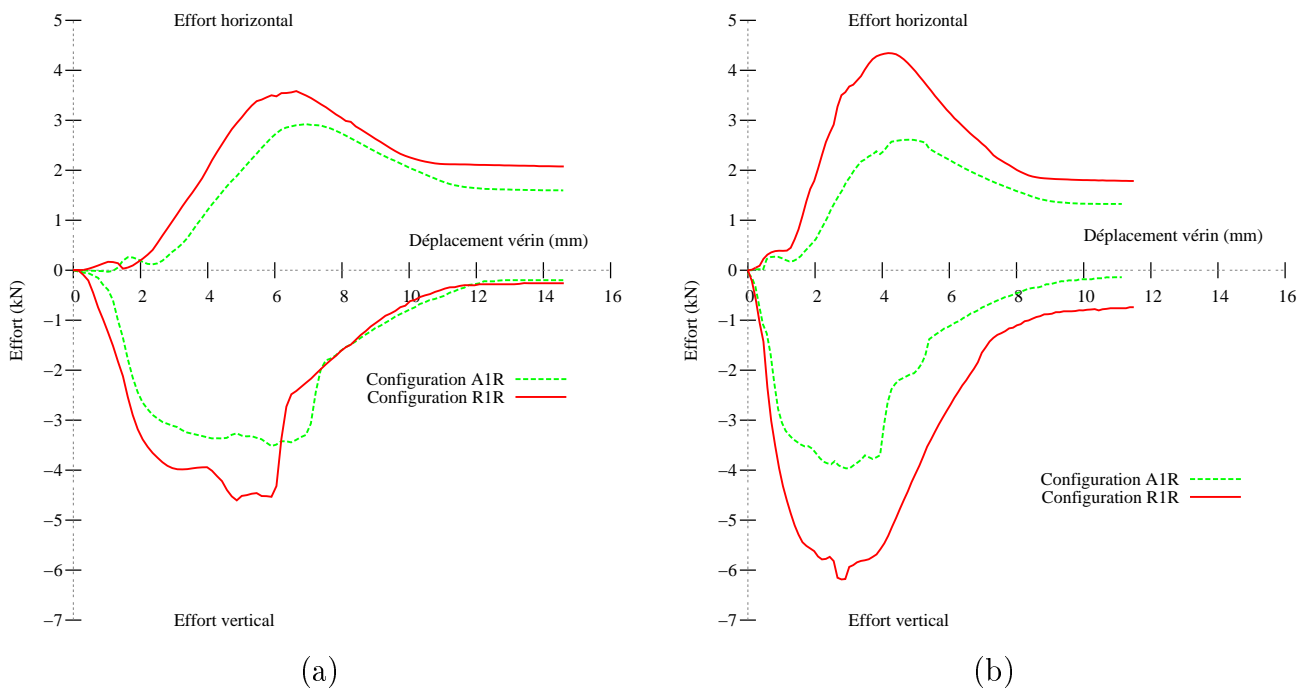 Effort horizontal
5
4
3
2
1
0
−1
−2
−3
−4
−5
−6
−7
Effort (kN)
Déplacement vérin (mm)
0 2 4 6 8 10 12 14 16
Configuration A1R
Configuration R1R
Effort vertical
(a)
Effort horizontal
5
4
3
2
1
0
−1
−2
−3
−4
−5
−6
−7
Effort (kN)
Déplacement vérin (mm)
0 2 4 6 8 10 12 14 16
Configuration A1R
Configuration R1R
Effort vertical
(b)